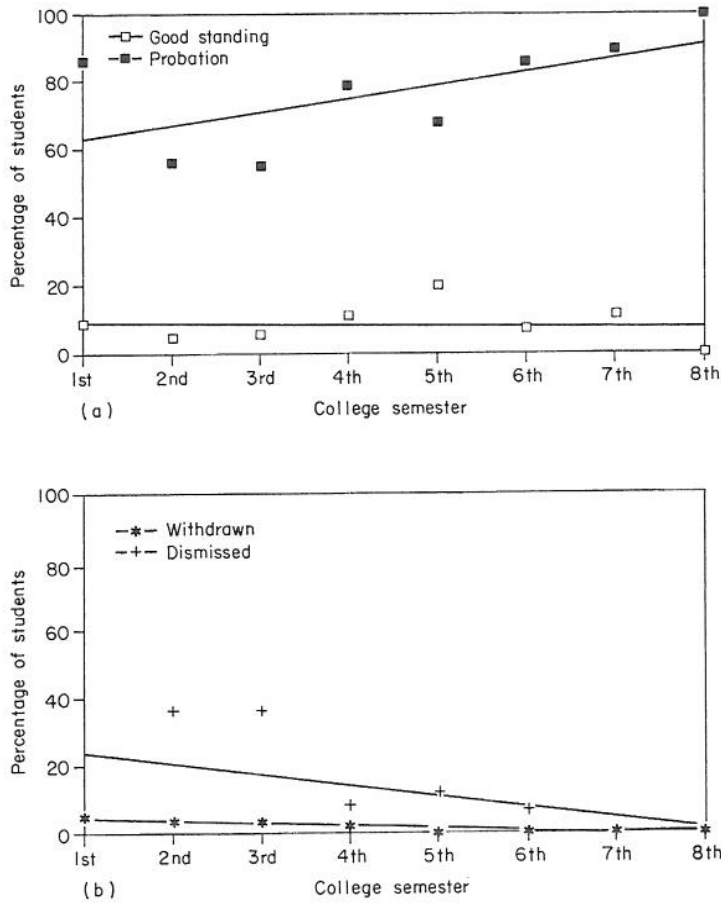 100
Good standing
Probation
80
60
40
20
0
Percentage of students
1st 2nd 3rd 4th 5th 6th 7th 8th
(a)
College semester
100
Withdrawn
Dismissed
80
60
40
20
0
Percentage of students
1st 2nd 3rd 4th 5th 6th 7th 8th
(b)
College semester